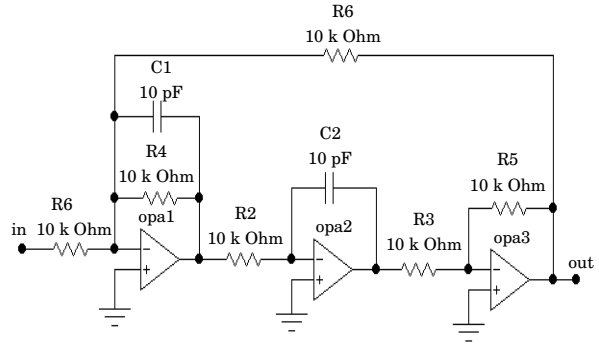 R6
10 k Ohm
C1
10 pF
R4
10 k Ohm
C2
10 pF
R5
10 k Ohm
R6
10 k Ohm
opa1
R2
10 k Ohm
opa2
R3
10 k Ohm
opa3
in
out
−
+
−
+
−
+